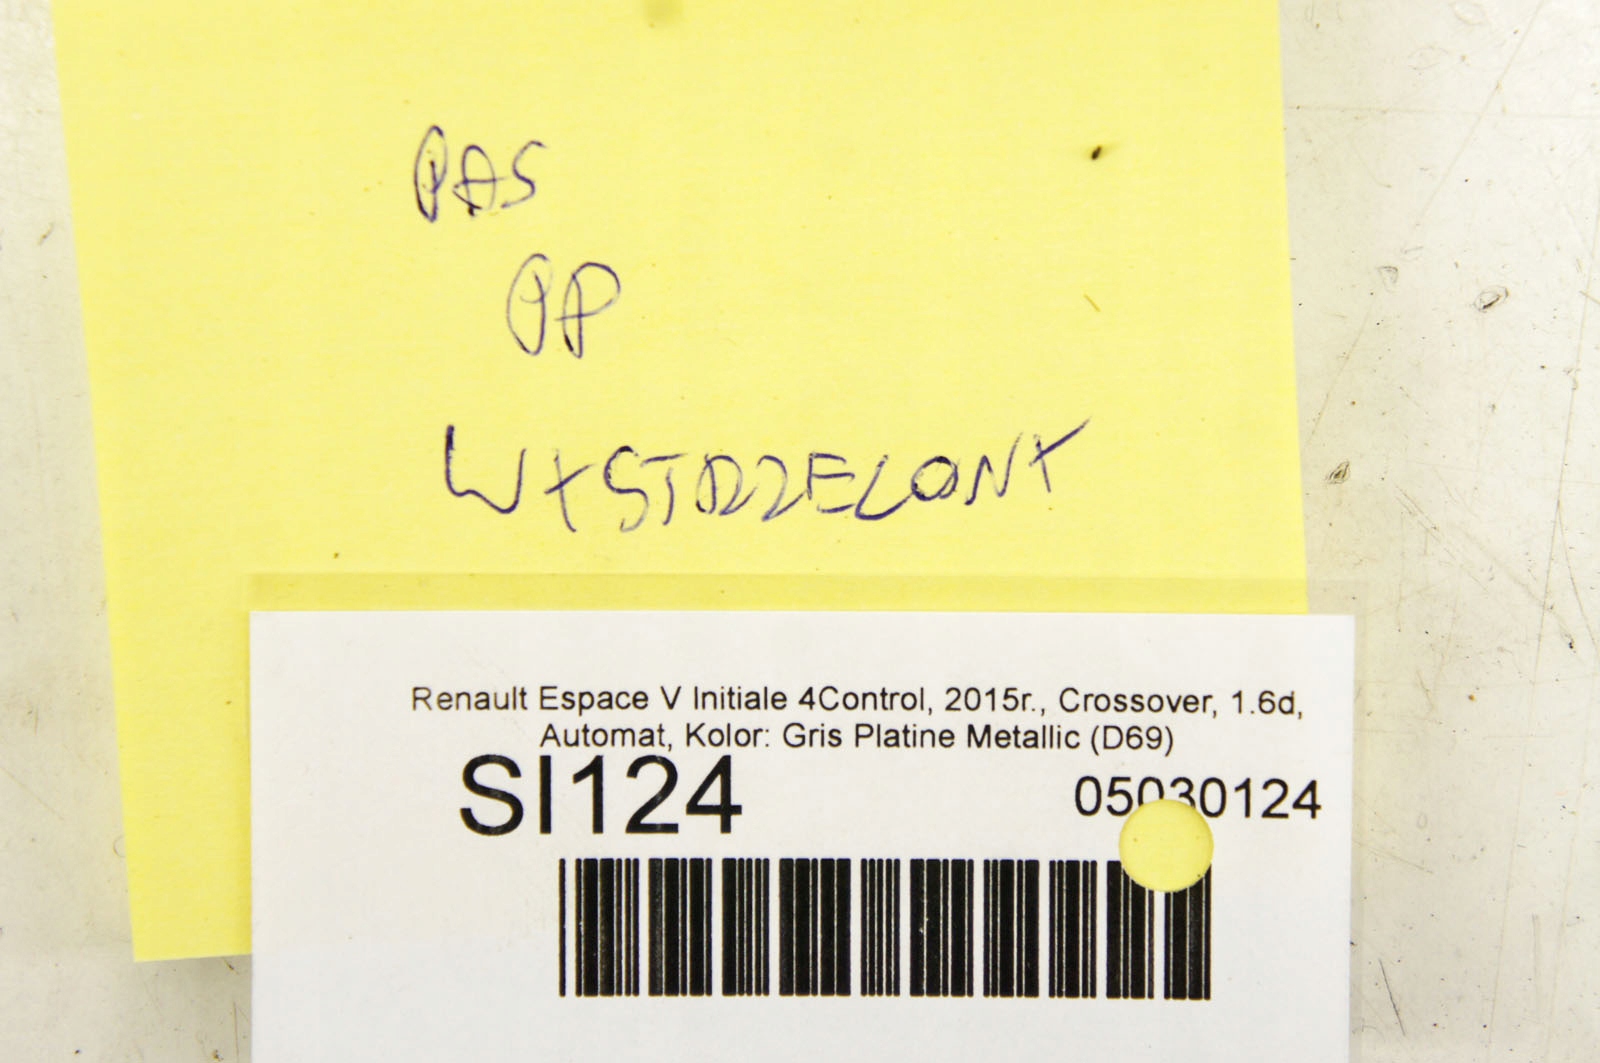 PAS
PP
WYSTRZELONY
Renault Espace V Initiale 4Control, 2015r., Crossover, 1.6d,
Automat, Kolor: Gris Platine Metallic (D69)
SI124 05030124